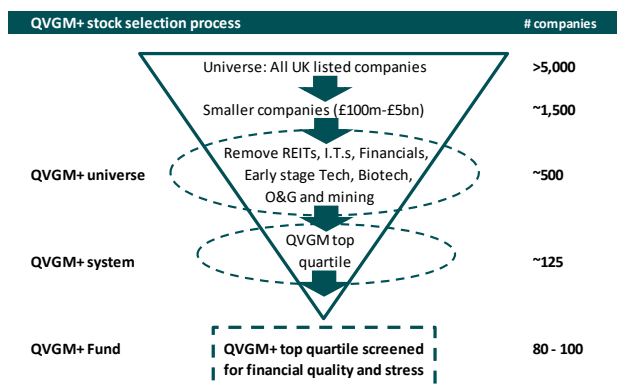 QVGM+ stock selection process # companies
Universe: All UK listed companies >5,000
Smaller companies (£100m-£5bn) ~1,500
Remove REITs, I.T.s, Financials,
QVGM+ universe Early stage Tech, Biotech, ~500
O&G and mining
QVGM top
QVGM+ system quartile ~125
QVGM+ Fund QVGM+ top quartile screened 80 - 100
for financial quality and stress